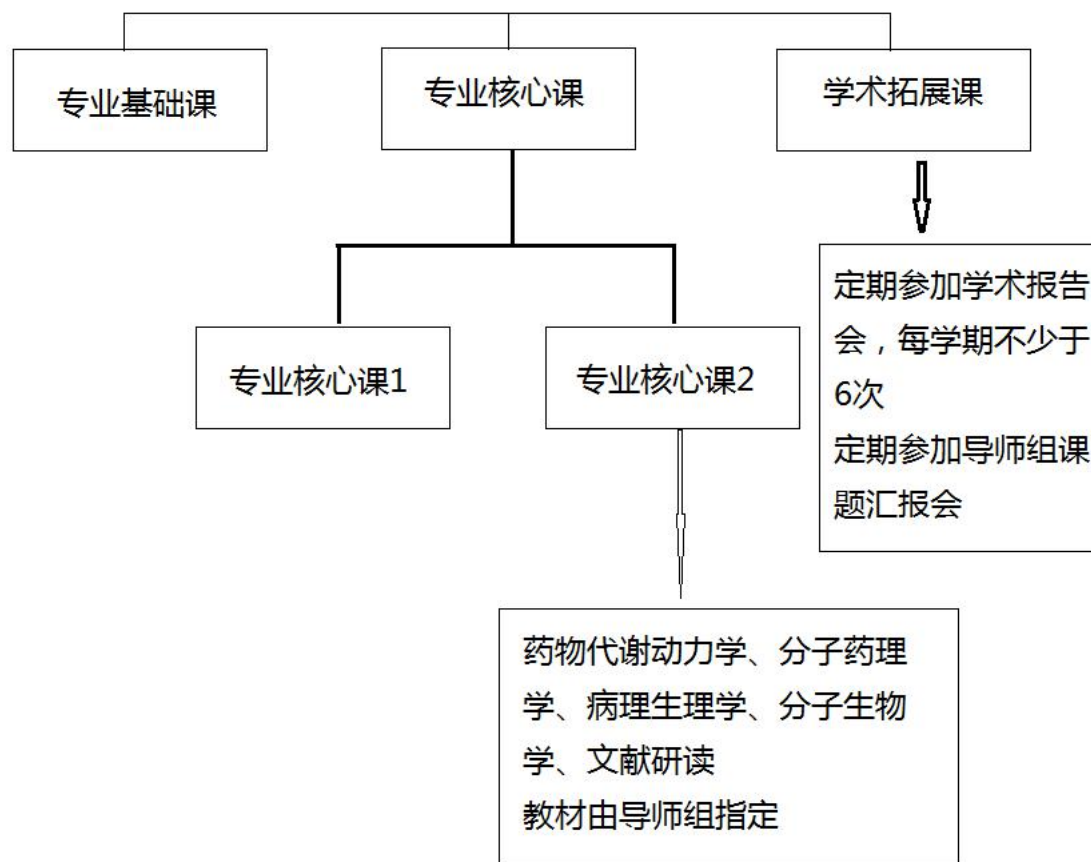 专业基础课
专业核心课
学术拓展课
专业核心课1
专业核心课2
定期参加学术报告
会，每学期不少于
6次
定期参加导师组课
题汇报会
药物代谢动力学、分子药理
学、病理生理学、分子生物
学、文献研读
教材由导师组指定